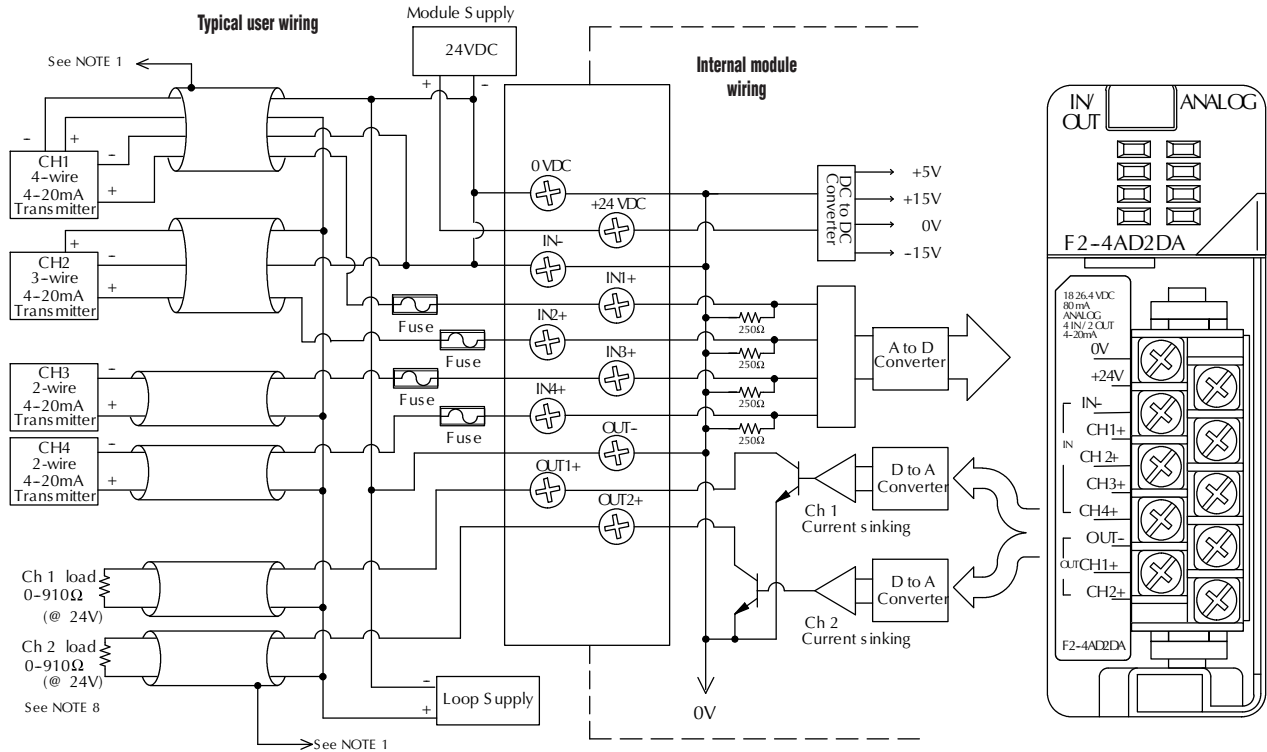 Typical user wiring
Module Supply
24VDC
+ -
See NOTE 1
Internal module
wiring
- +
CH1
4-wire
4-20mA
Transmitter
-
+
+
CH2
3-wire
4-20mA
Transmitter
-
+
CH3
2-wire
4-20mA
Transmitter
-
+
CH4
2-wire
4-20mA
Transmitter
-
+
Fuse
Fuse
Fuse
Fuse
0 VDC
+24 VDC
IN-
IN1+
IN2+
IN3+
IN4+
OUT-
OUT1+
OUT2+
DC to DC
Converter
+5V
+15V
0V
-15V
250Ω
250Ω
250Ω
250Ω
A to D
Converter
D to A
Converter
Ch 1
Current sinking
D to A
Converter
Ch 2
Current sinking
0V
Ch 1 load
0-910Ω
(@ 24V)
Ch 2 load
0-910Ω
(@ 24V)
See NOTE 8
-
+
Loop Supply
See NOTE 1
IN/
OUT
ANALOG
F2-4AD2DA
18 26.4 VDC
80 mA
ANALOG
4 IN / 2 OUT
4-20mA
0V
+24V
IN-
CH1+
IN
CH2+
CH3+
CH4+
OUT-
OUT
CH1+
CH2+
F2-4AD2DA